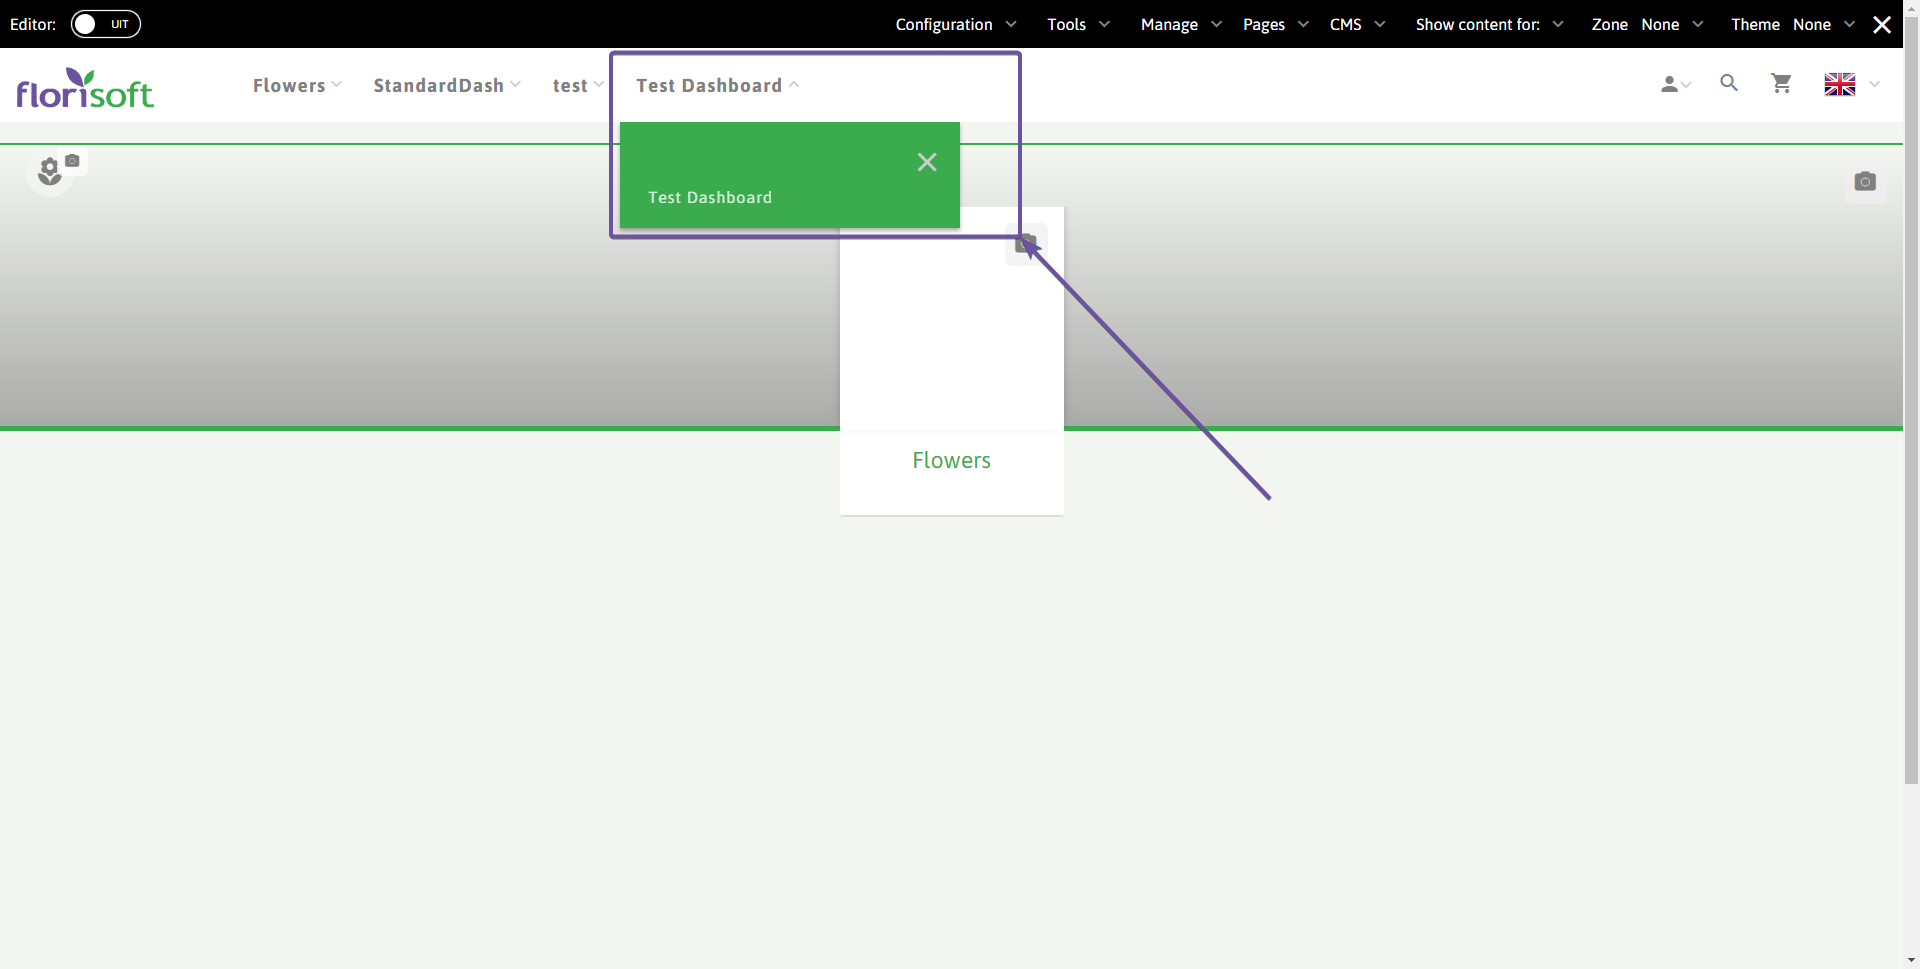 Editor: UIT Configuration Tools Manage Pages CMS Show content for: Zone None Theme None
florisoft Flowers StandardDash test Test Dashboard
Test Dashboard
Flowers